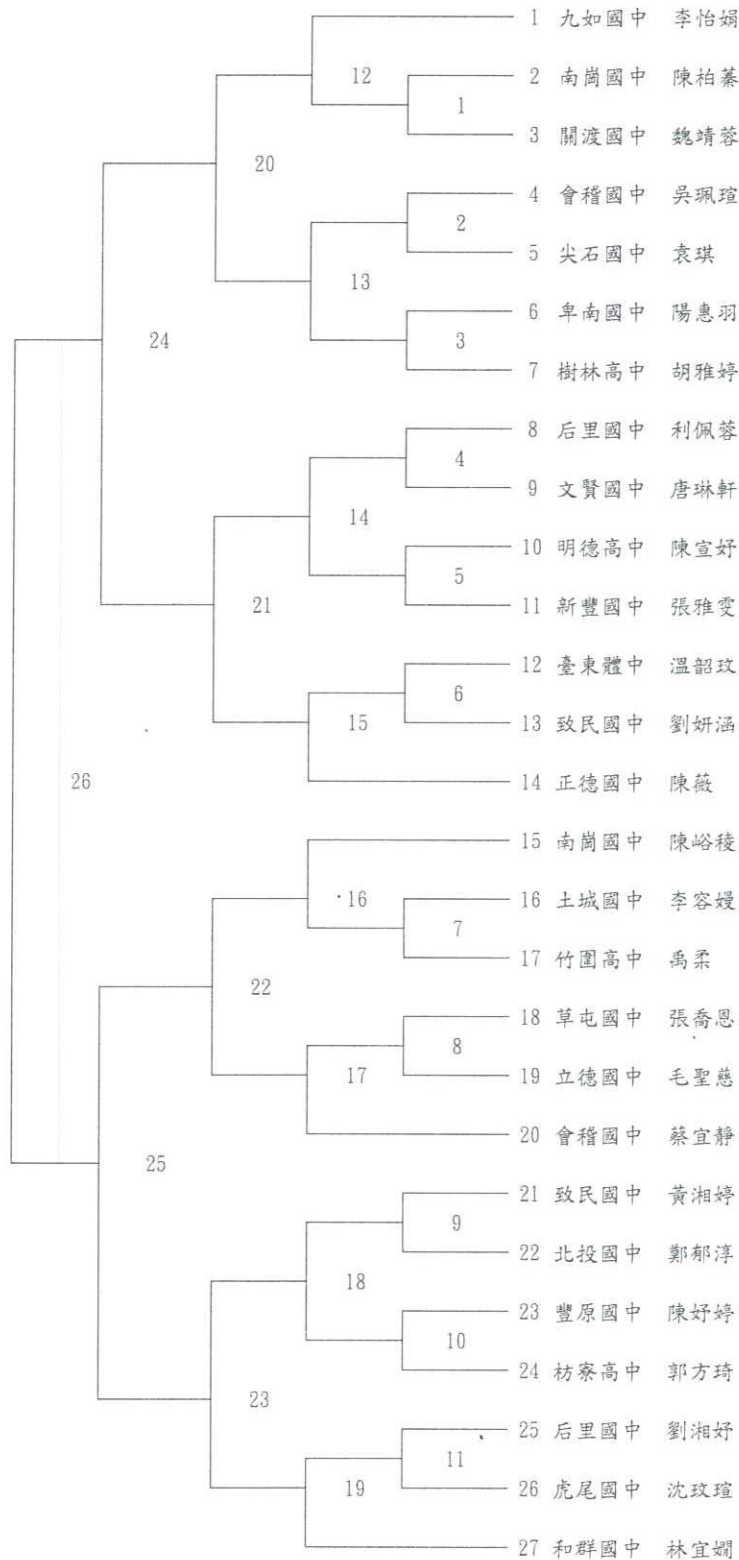 1 九如國中 李怡娟
12
2 南崗國中 陳柏蓁
1
3 關渡國中 魏靖蓉
20
4 會稽國中 吳珮瑄
2
5 尖石國中 袁琪
13
6 卑南國中 陽惠羽
24
3
7 樹林高中 胡雅婷
8 后里國中 利佩蓉
4
9 文賢國中 唐琳軒
14
10 明德高中 陳宣妤
5
21
11 新豐國中 張雅雯
12 臺東體中 溫韶玟
6
15
13 致民國中 劉妍涵
26
14 正德國中 陳薇
15 南崗國中 陳峪稜
16
16 土城國中 李容嫚
7
17 竹圍高中 禹柔
22
18 草屯國中 張喬恩
8
17
19 立德國中 毛聖慈
20 會稽國中 蔡宜靜
25
21 致民國中 黃湘婷
9
22 北投國中 鄭郁淳
18
23 豐原國中 陳妤婷
10
24 枋寮高中 郭方琦
23
25 后里國中 劉湘妤
11
19
26 虎尾國中 沈玟瑄
27 和群國中 林宜嫺